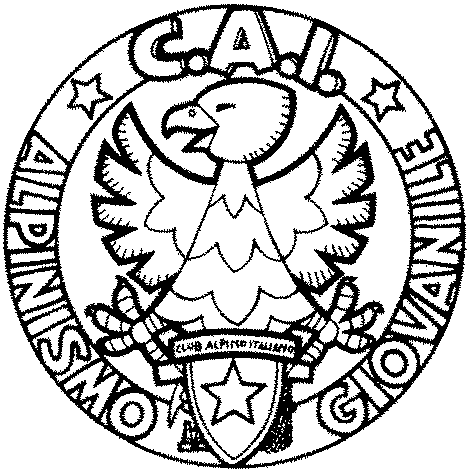 C.A.I.
ALPINISMO
GIOVANILE
CLUB ALPINO ITALIANO